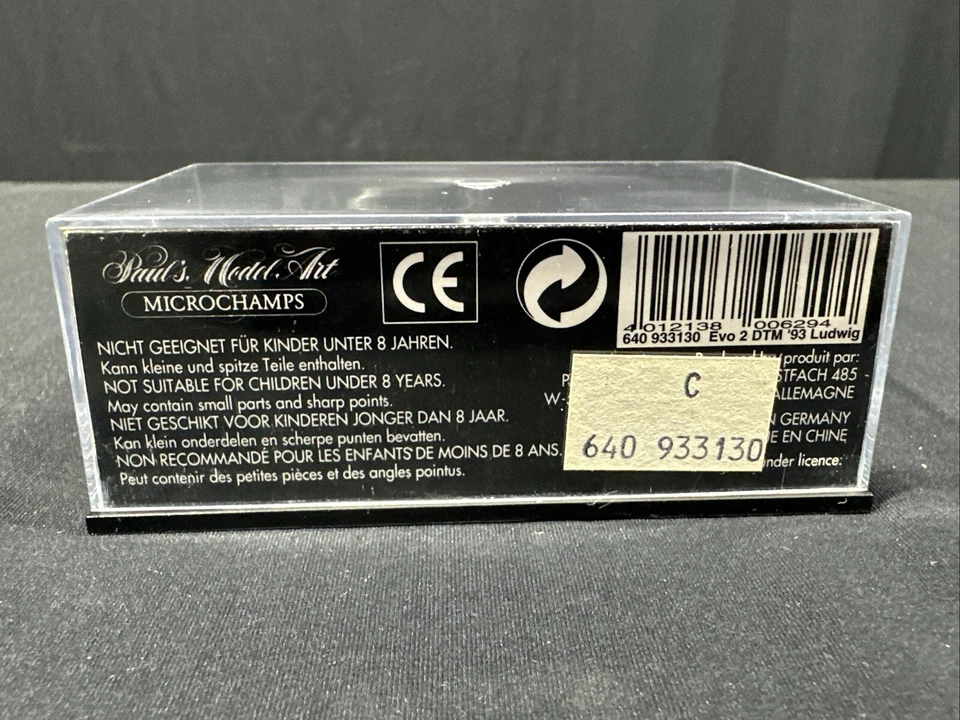 Paul's Model Art
MICROCHAMPS
CE
4 012138 006294
640 933130 Evo 2 DTM '93 Ludwig
NICHT GEEIGNET FÜR KINDER UNTER 8 JAHREN.
Kann kleine und spitze Teile enthalten.
NOT SUITABLE FOR CHILDREN UNDER 8 YEARS.
May contain small parts and sharp points.
NIET GESCHIKT VOOR KINDEREN JONGER DAN 8 JAAR.
Kan klein onderdelen en scherpe punten bevatten.
NON RECOMMANDÉ POUR LES ENFANTS DE MOINS DE 8 ANS.
Peut contenir des petites pièces et des angles pointus.
by/produit par:
485
ALLEMAGNE
GERMANY
EN CHINE
under licence:
C
640 933130